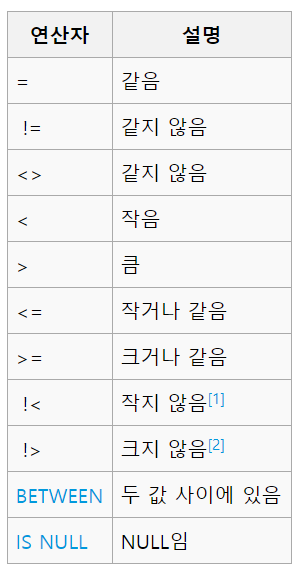 연산자 설명
= 같음
!= 같지 않음
<> 같지 않음
< 작음
> 큼
<= 작거나 같음
>= 크거나 같음
!< 작지 않음[1]
!> 크지 않음[2]
BETWEEN 두 값 사이에 있음
IS NULL NULL임